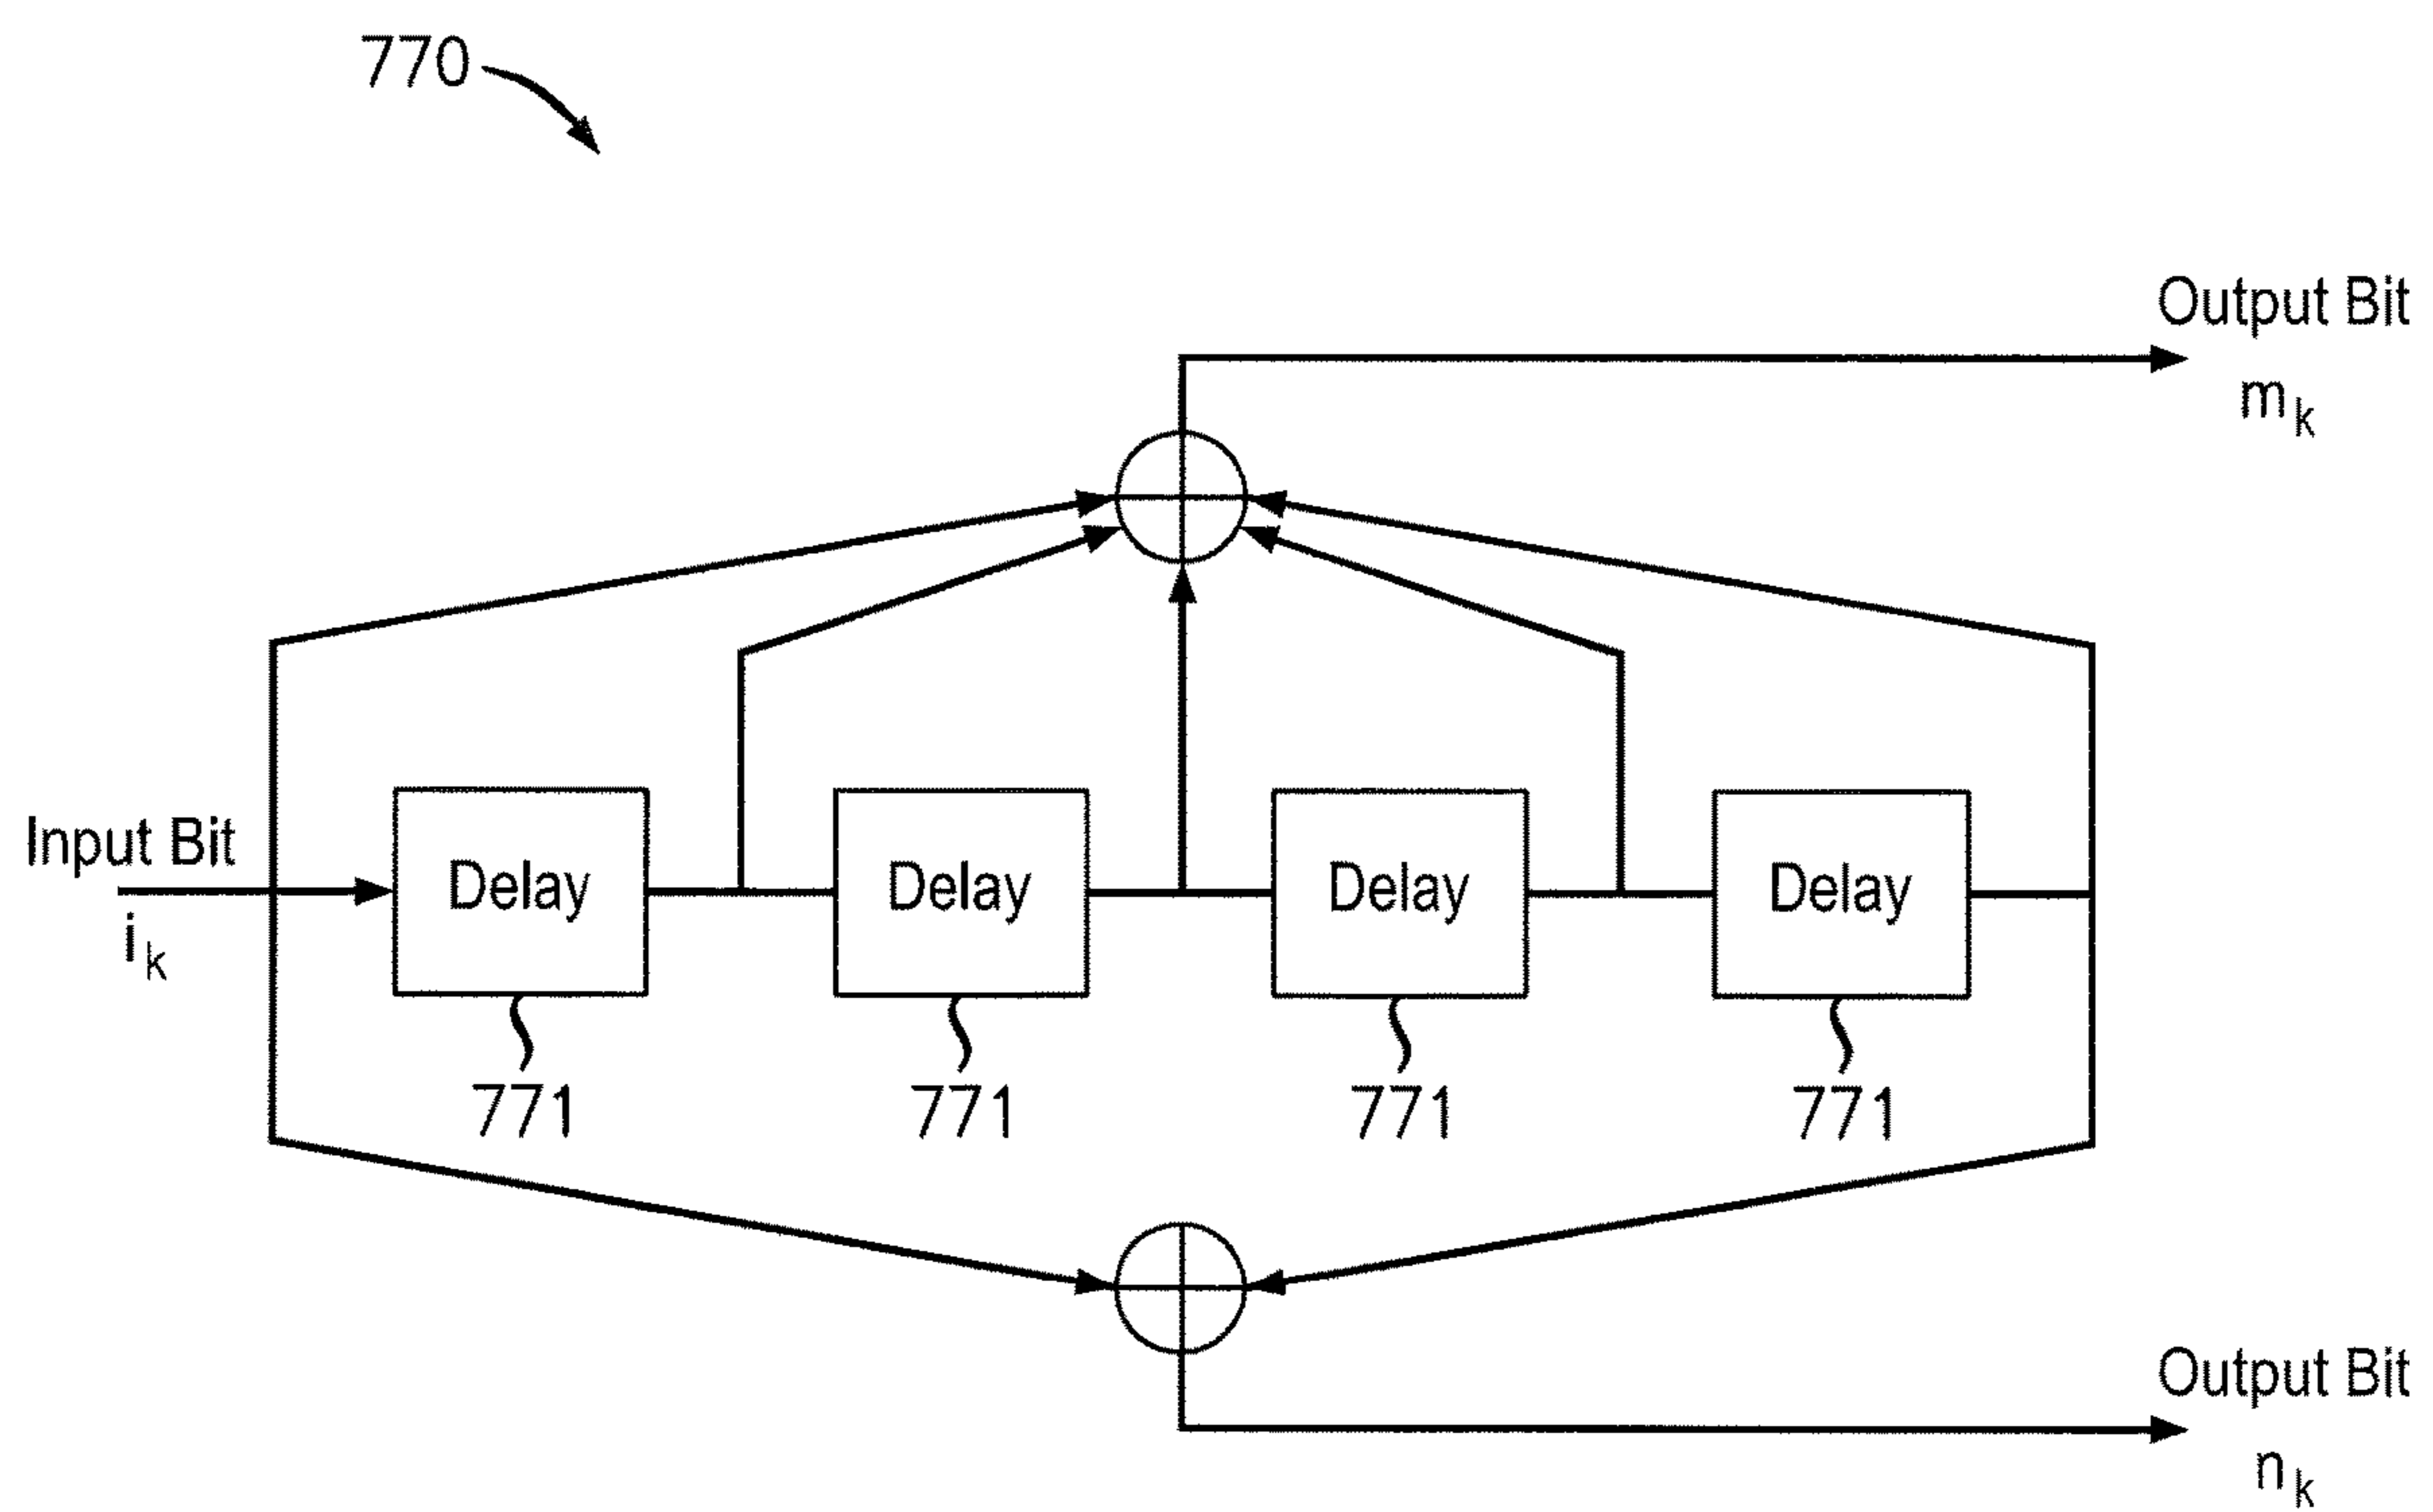 770
Output Bit
m k
Input Bit
i k
Delay
Delay
Delay
Delay
771
771
771
771
Output Bit
n k